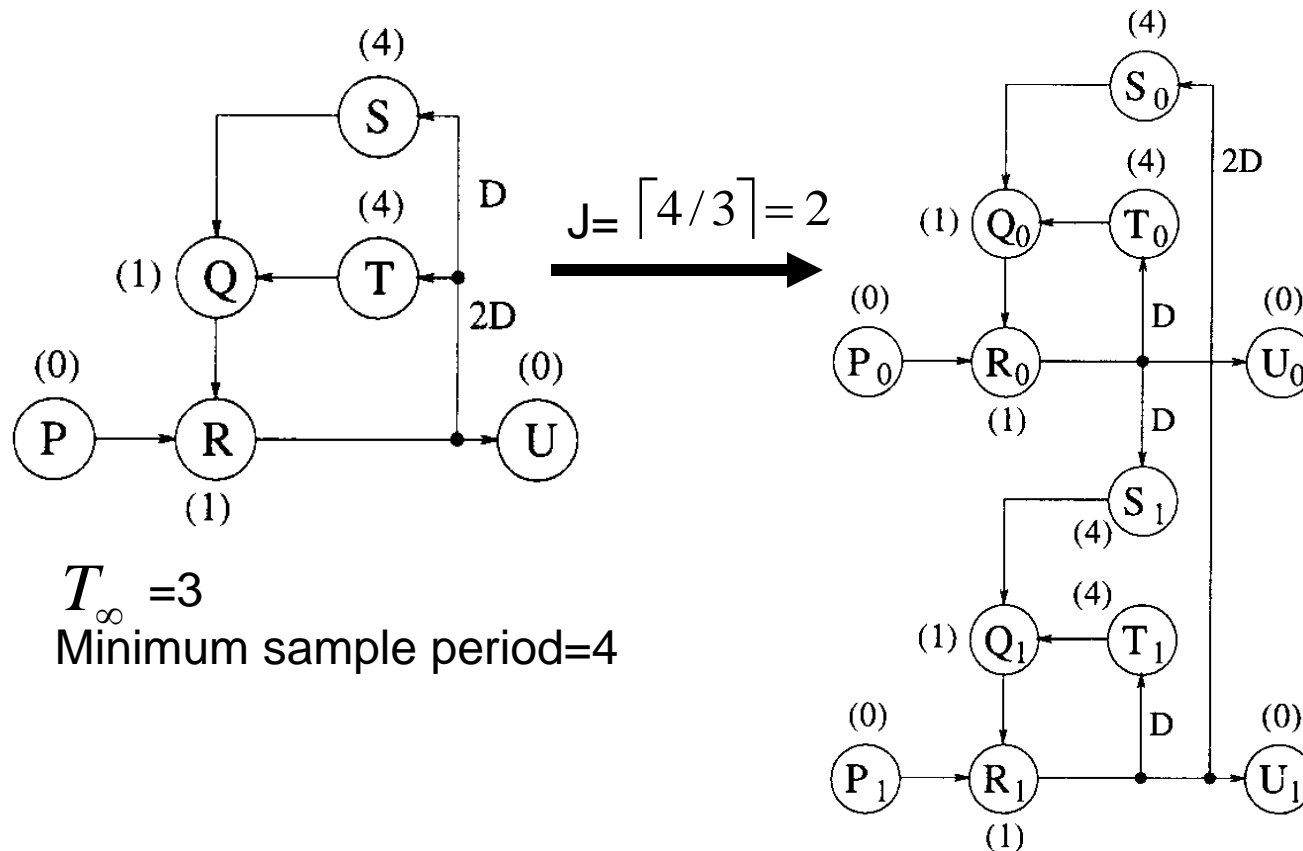 (4)
S
D
(4)
(1) Q T
2D
(0) (0)
P R U
(1)
T∞ =3
Minimum sample period=4
J= ⌈4/3⌉=2
(4)
S₀
2D
(4)
(1) Q₀ T₀
(0) D (0)
P₀ R₀ U₀
(1) D
S₁
(4)
(4)
(1) Q₁ T₁
(0) D (0)
P₁ R₁ U₁
(1)